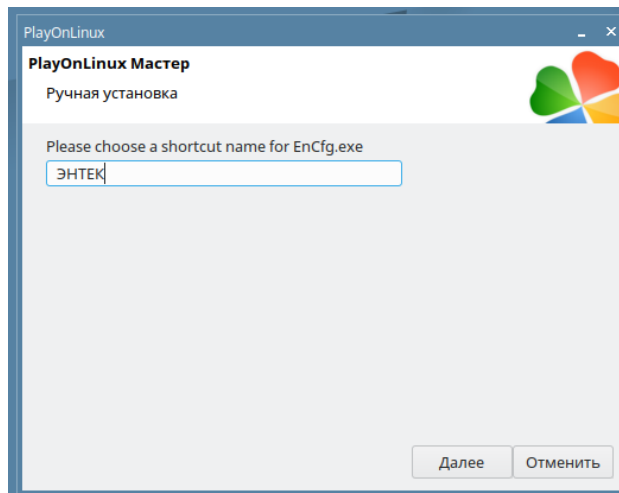 PlayOnLinux
PlayOnLinux Мастер
Ручная установка
Please choose a shortcut name for EnCfg.exe
ЭНТЕК
Далее
Отменить